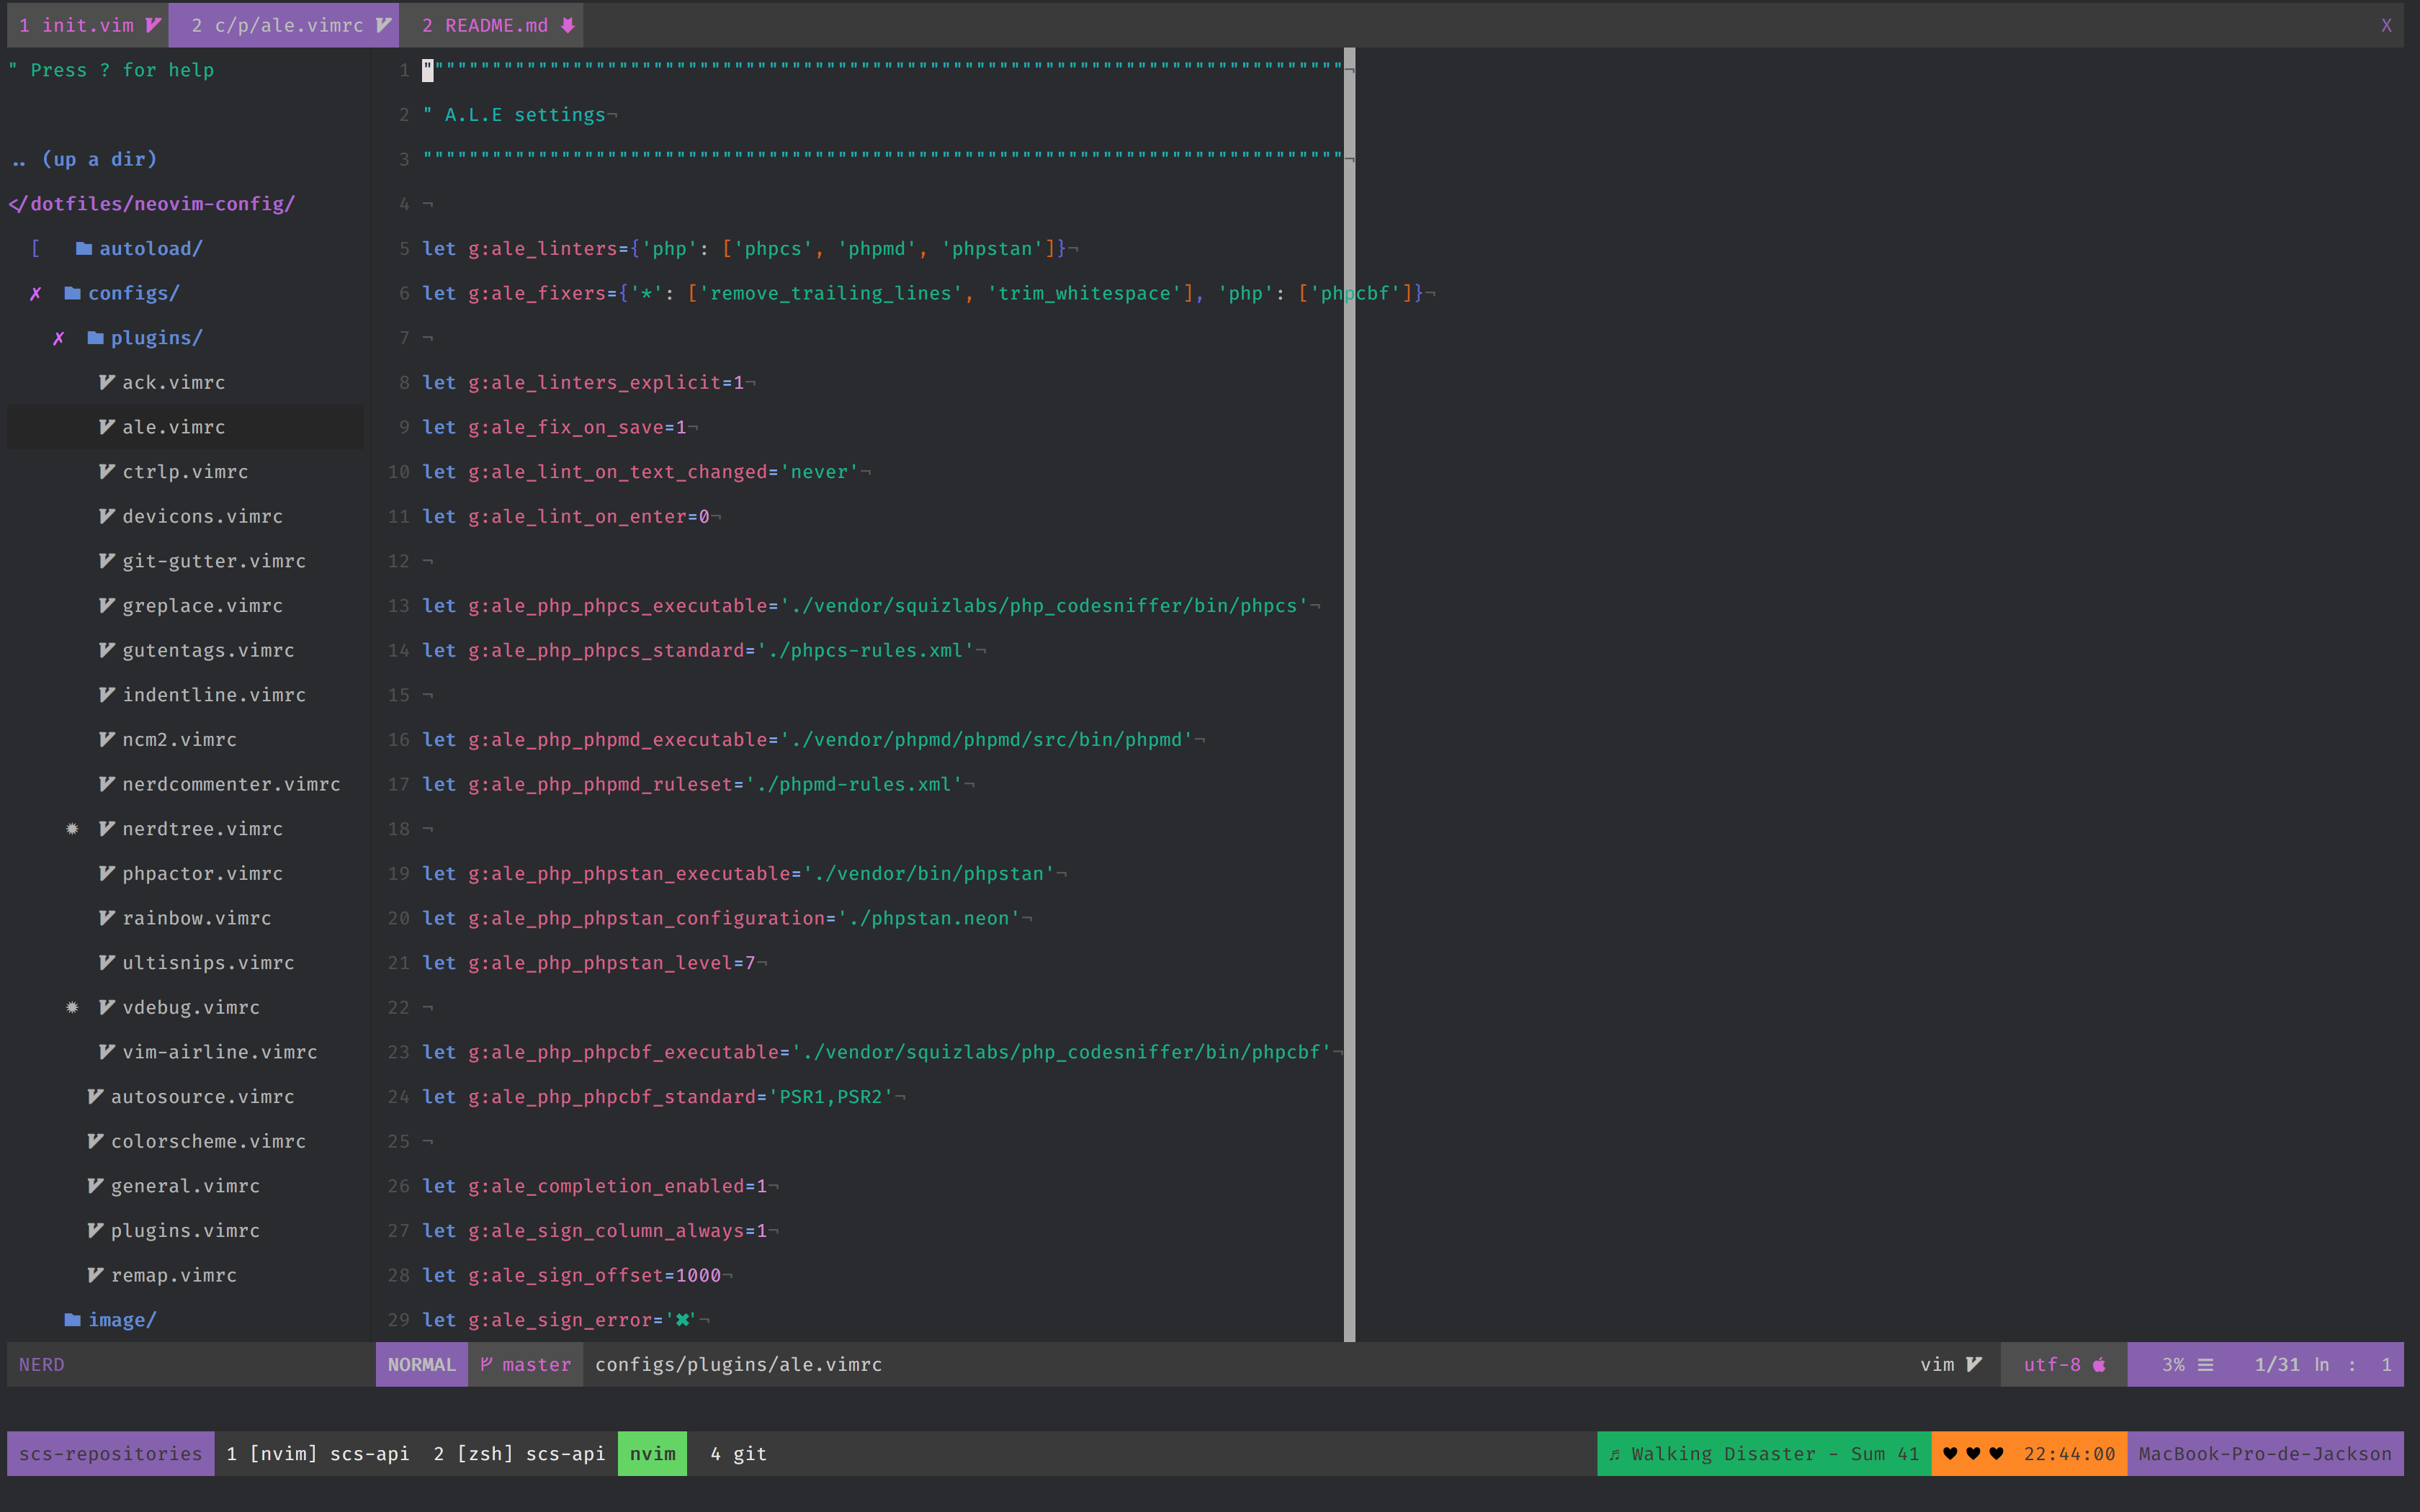 1 init.vim 2 c/p/ale.vimrc 2 README.md X
" Press ? for help
.. (up a dir)
</dotfiles/neovim-config/
[ autoload/
✗ configs/
✗ plugins/
ack.vimrc
ale.vimrc
ctrlp.vimrc
devicons.vimrc
git-gutter.vimrc
greplace.vimrc
gutentags.vimrc
indentline.vimrc
ncm2.vimrc
nerdcommenter.vimrc
✹ nerdtree.vimrc
phpactor.vimrc
rainbow.vimrc
ultisnips.vimrc
✹ vdebug.vimrc
vim-airline.vimrc
autosource.vimrc
colorscheme.vimrc
general.vimrc
plugins.vimrc
remap.vimrc
image/
1 """"""""""""""""""""""""""""""""""""""""""""""""""""""""""""""""""""""""""""""""¬
2 " A.L.E settings¬
3 """"""""""""""""""""""""""""""""""""""""""""""""""""""""""""""""""""""""""""""""¬
4 ¬
5 let g:ale_linters={'php': ['phpcs', 'phpmd', 'phpstan']}¬
6 let g:ale_fixers={'*': ['remove_trailing_lines', 'trim_whitespace'], 'php': ['phpcbf']}¬
7 ¬
8 let g:ale_linters_explicit=1¬
9 let g:ale_fix_on_save=1¬
10 let g:ale_lint_on_text_changed='never'¬
11 let g:ale_lint_on_enter=0¬
12 ¬
13 let g:ale_php_phpcs_executable='./vendor/squizlabs/php_codesniffer/bin/phpcs'¬
14 let g:ale_php_phpcs_standard='./phpcs-rules.xml'¬
15 ¬
16 let g:ale_php_phpmd_executable='./vendor/phpmd/phpmd/src/bin/phpmd'¬
17 let g:ale_php_phpmd_ruleset='./phpmd-rules.xml'¬
18 ¬
19 let g:ale_php_phpstan_executable='./vendor/bin/phpstan'¬
20 let g:ale_php_phpstan_configuration='./phpstan.neon'¬
21 let g:ale_php_phpstan_level=7¬
22 ¬
23 let g:ale_php_phpcbf_executable='./vendor/squizlabs/php_codesniffer/bin/phpcbf'¬
24 let g:ale_php_phpcbf_standard='PSR1,PSR2'¬
25 ¬
26 let g:ale_completion_enabled=1¬
27 let g:ale_sign_column_always=1¬
28 let g:ale_sign_offset=1000¬
29 let g:ale_sign_error='✖'¬
NERD NORMAL master configs/plugins/ale.vimrc vim utf-8 3% ☰ 1/31 ln : 1
scs-repositories 1 [nvim] scs-api 2 [zsh] scs-api nvim 4 git ♬ Walking Disaster - Sum 41 ♥ ♥ ♥ 22:44:00 MacBook-Pro-de-Jackson